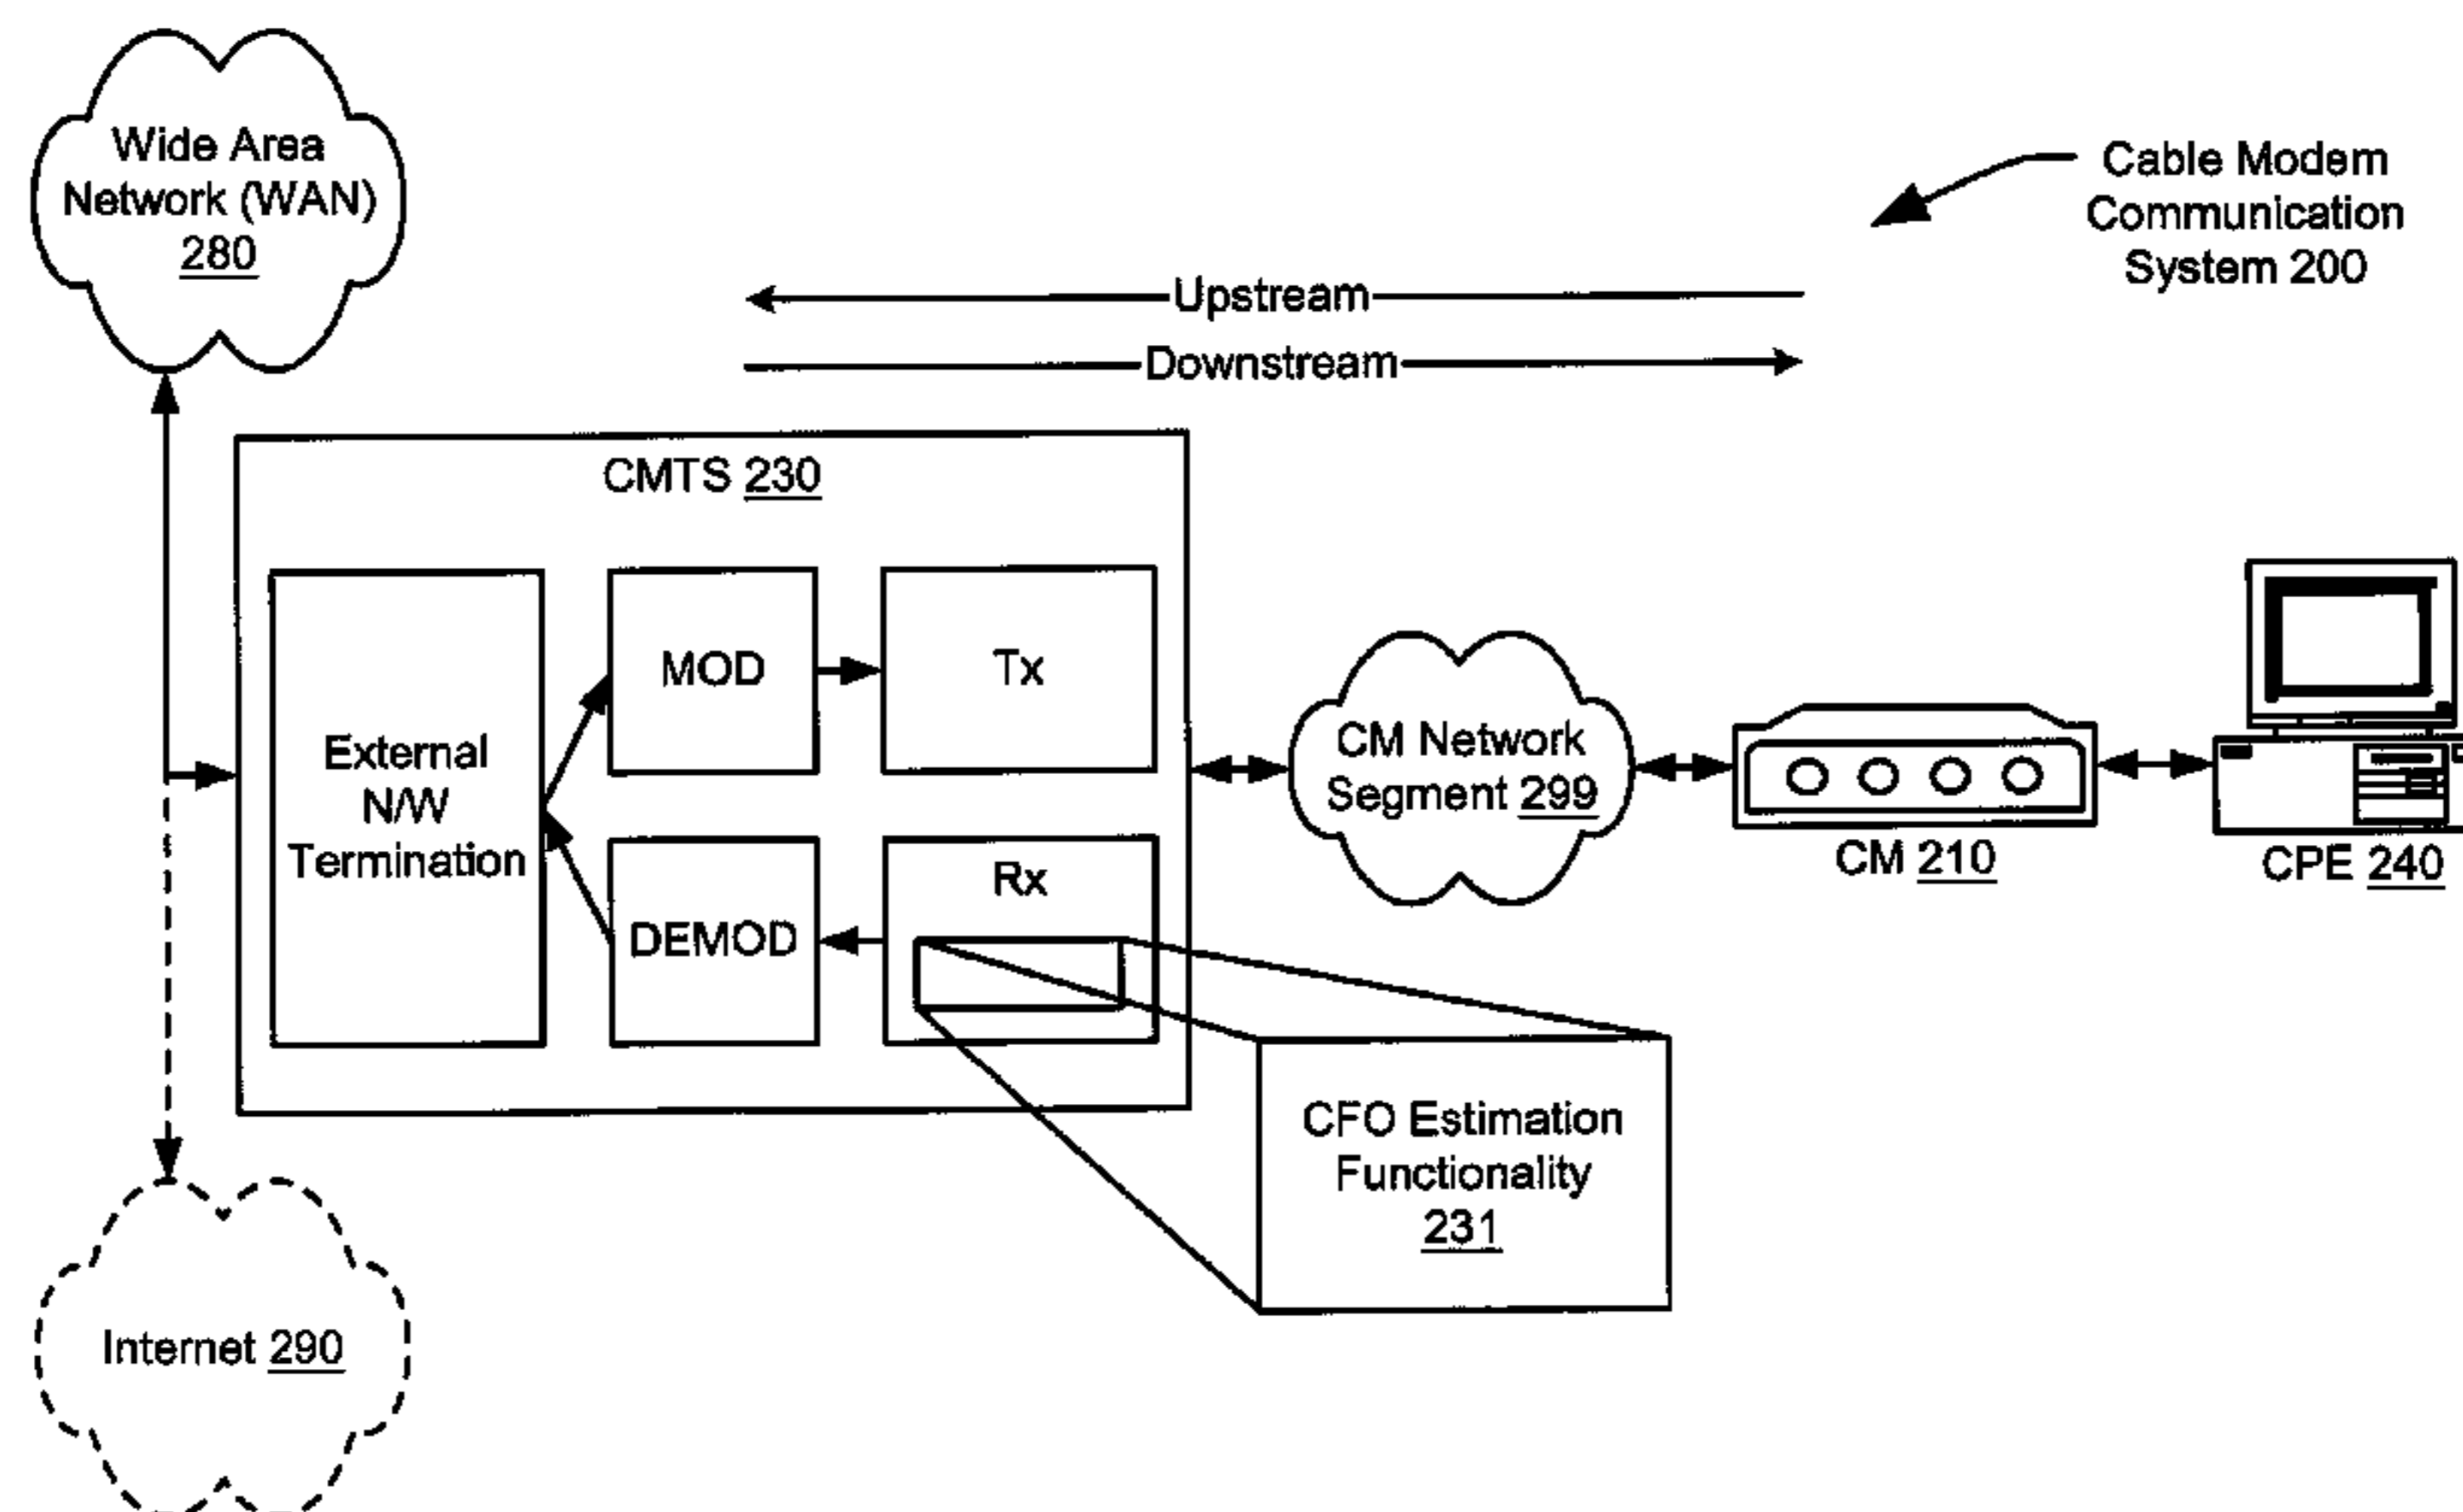 Wide Area
Network (WAN)
280
Cable Modem
Communication
System 200
Upstream
Downstream
CMTS 230
External
N/W
Termination
MOD
Tx
DEMOD
Rx
CM Network
Segment 299
CM 210
CPE 240
CFO Estimation
Functionality
231
Internet 290